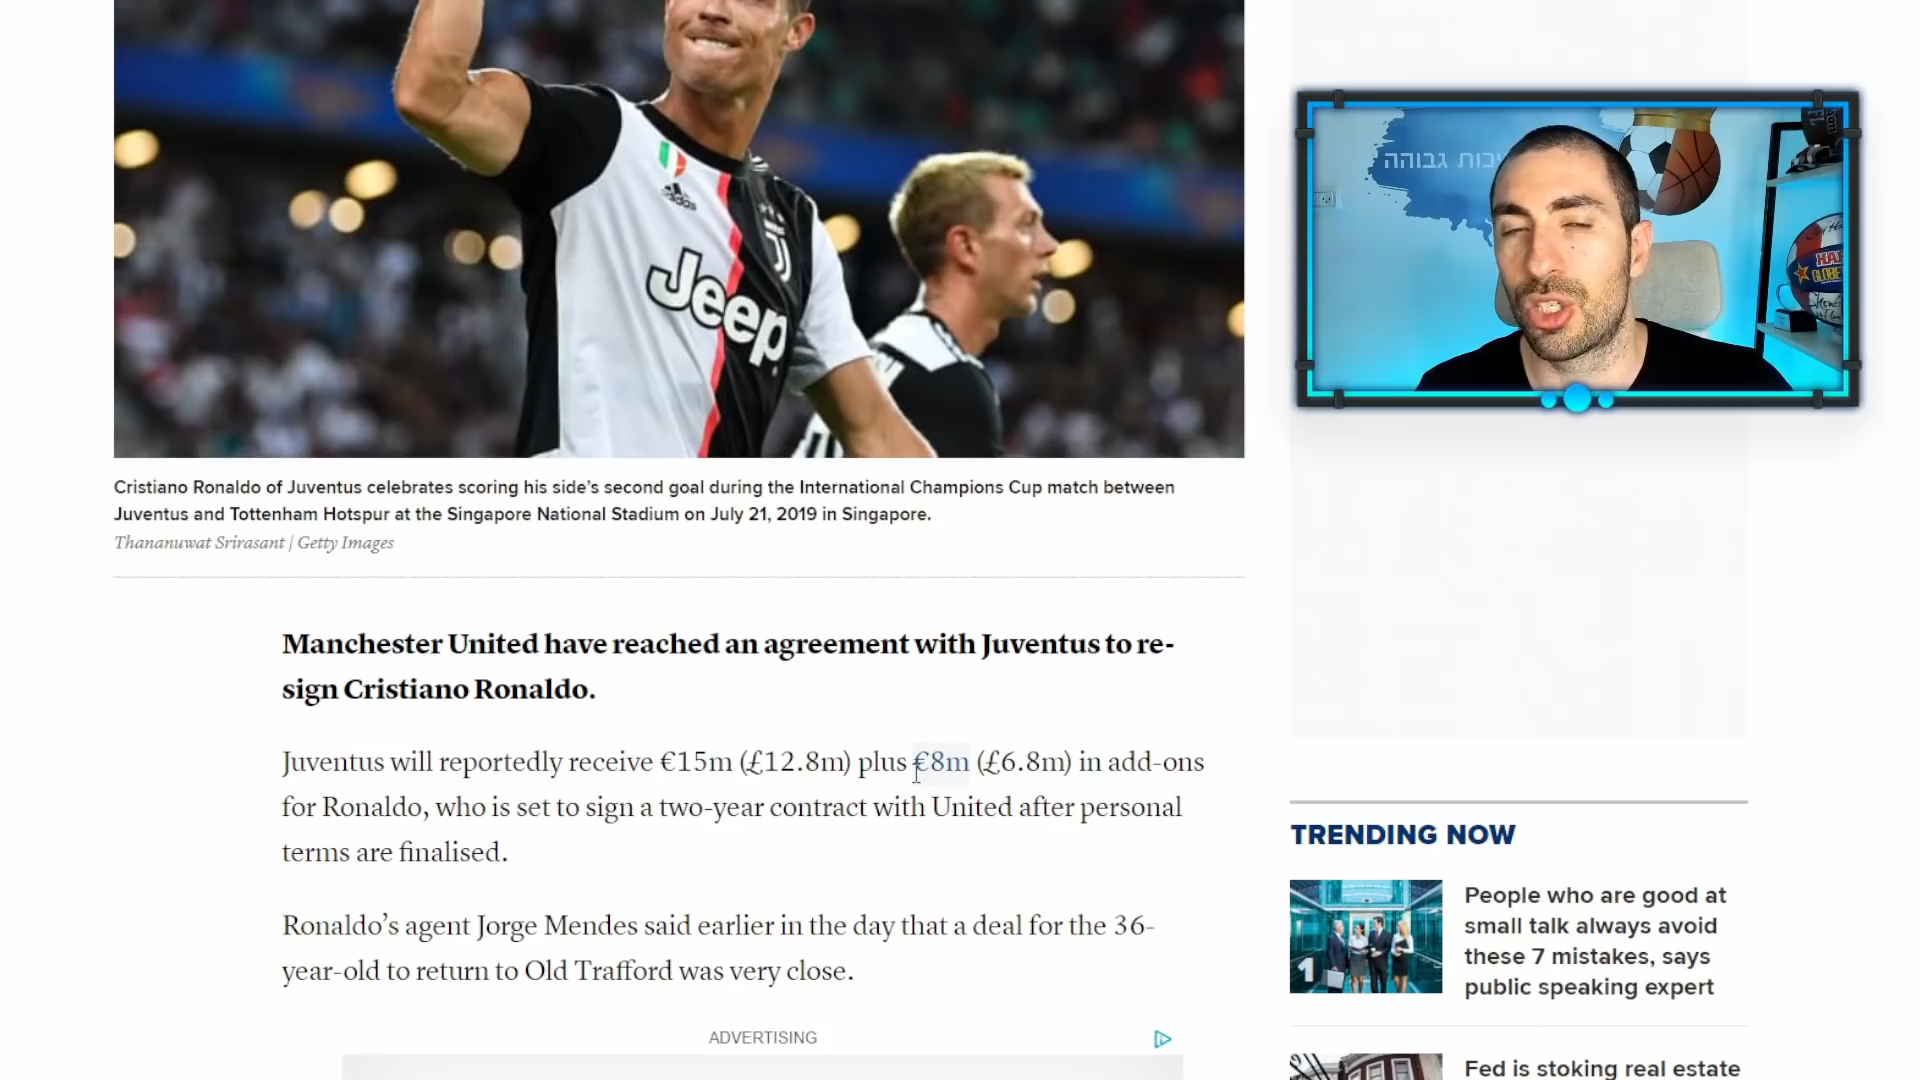 adidas
Jeep
יכות גבוהה
Cristiano Ronaldo of Juventus celebrates scoring his side's second goal during the International Champions Cup match between
Juventus and Tottenham Hotspur at the Singapore National Stadium on July 21, 2019 in Singapore.
Thananuwat Srirasant | Getty Images
Manchester United have reached an agreement with Juventus to re-
sign Cristiano Ronaldo.
Juventus will reportedly receive €15m (£12.8m) plus €8m (£6.8m) in add-ons
for Ronaldo, who is set to sign a two-year contract with United after personal
terms are finalised.
Ronaldo’s agent Jorge Mendes said earlier in the day that a deal for the 36-
year-old to return to Old Trafford was very close.
ADVERTISING
TRENDING NOW
1
People who are good at
small talk always avoid
these 7 mistakes, says
public speaking expert
Fed is stoking real estate